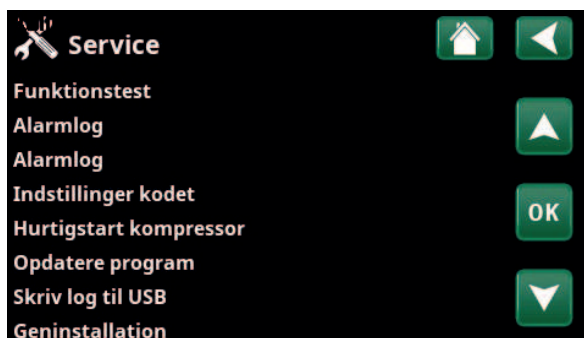 Service
Funktionstest
Alarmlog
Alarmlog
Indstillinger kodet
Hurtigstart kompressor
OK
Opdatere program
Skriv log til USB
Geninstallation